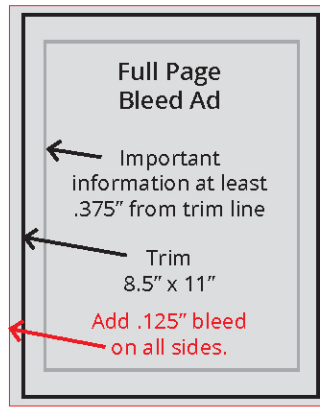 Full Page
Bleed Ad
Important
information at least
.375” from trim line
Trim
8.5” x 11”
Add .125” bleed
on all sides.